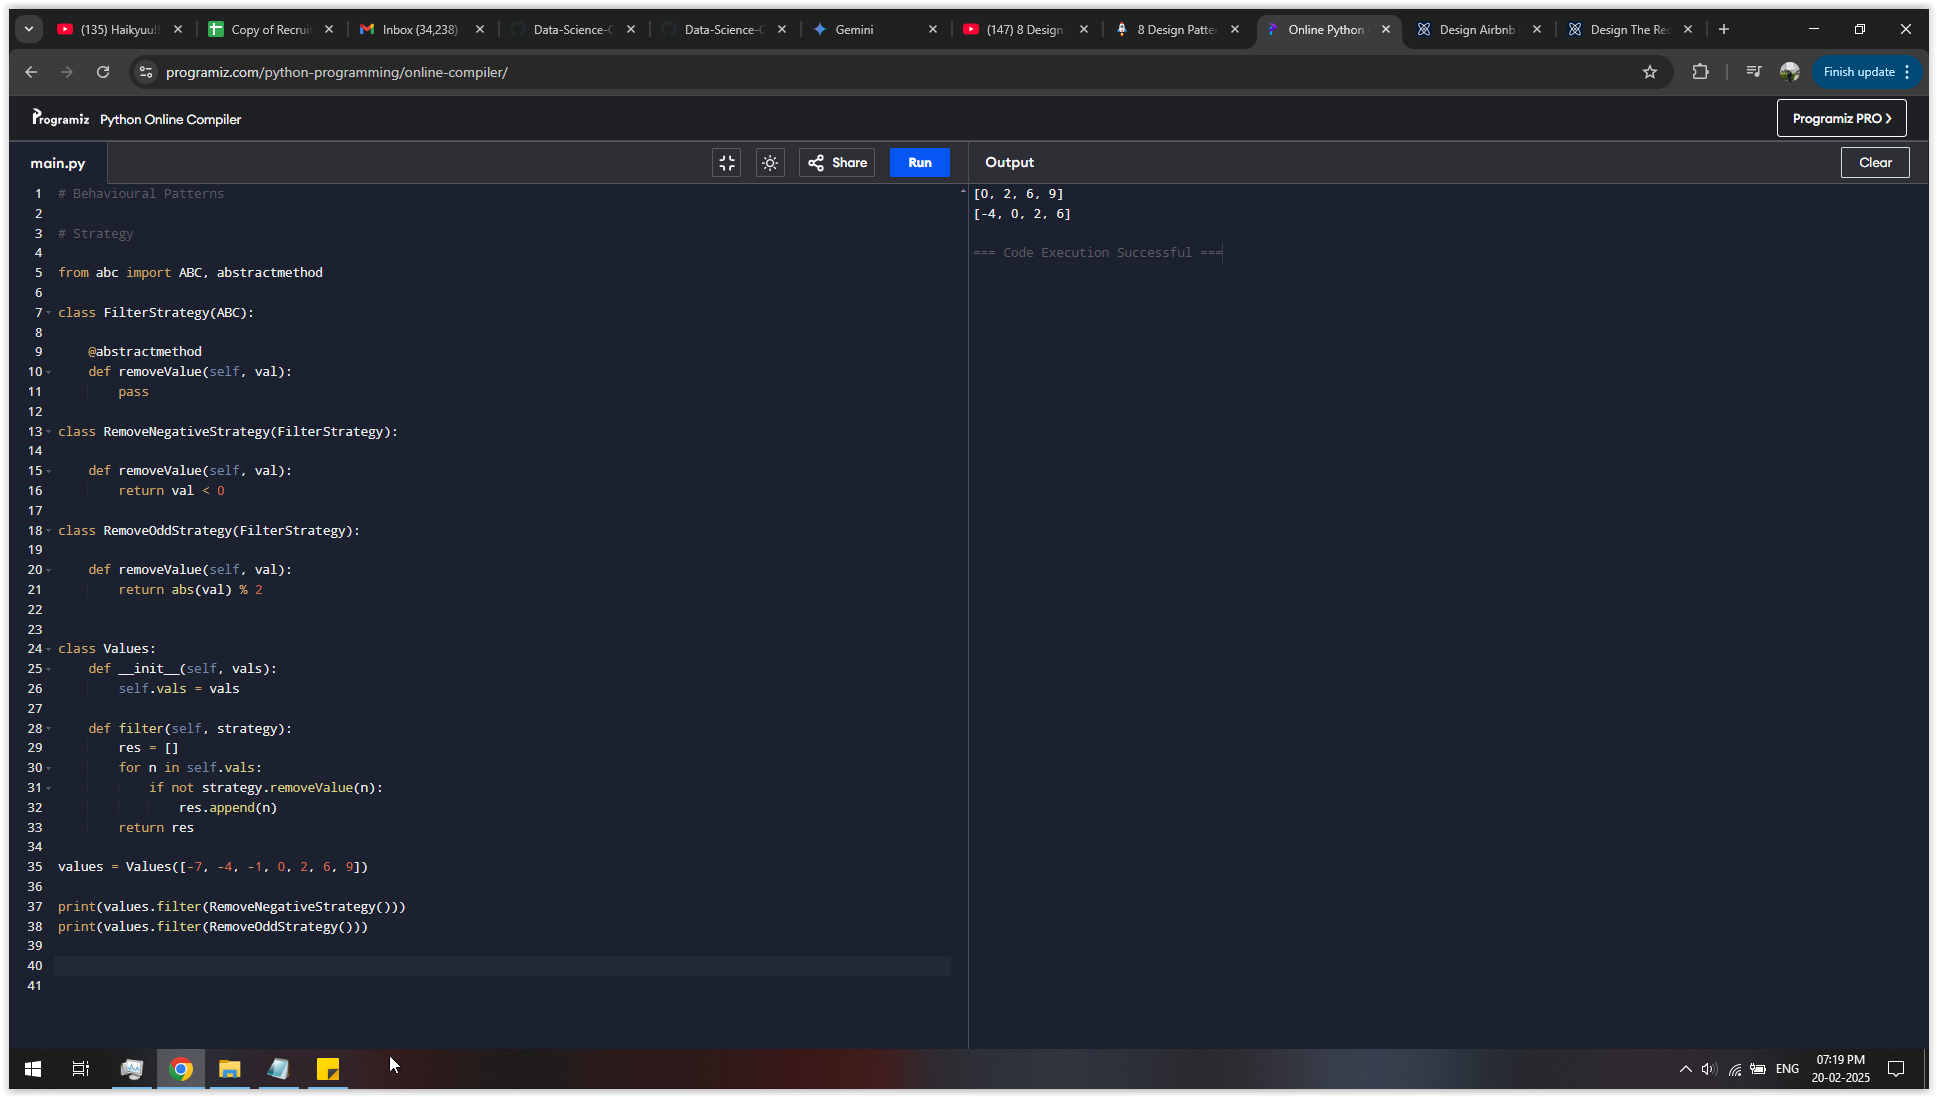 (135) Haikyuu!!
Copy of Recruit
Inbox (34,238)
Data-Science-C
Data-Science-C
Gemini
(147) 8 Design
8 Design Patter
Online Python
Design Airbnb
Design The Rec
programiz.com/python-programming/online-compiler/
Finish update
Programiz Python Online Compiler
Programiz PRO
main.py
Share
Run
Output
Clear
1 # Behavioural Patterns
2
3 # Strategy
4
5 from abc import ABC, abstractmethod
6
7 class FilterStrategy(ABC):
8
9     @abstractmethod
10     def removeValue(self, val):
11         pass
12
13 class RemoveNegativeStrategy(FilterStrategy):
14
15     def removeValue(self, val):
16         return val < 0
17
18 class RemoveOddStrategy(FilterStrategy):
19
20     def removeValue(self, val):
21         return abs(val) % 2
22
23
24 class Values:
25     def __init__(self, vals):
26         self.vals = vals
27
28     def filter(self, strategy):
29         res = []
30         for n in self.vals:
31             if not strategy.removeValue(n):
32                 res.append(n)
33         return res
34
35 values = Values([-7, -4, -1, 0, 2, 6, 9])
36
37 print(values.filter(RemoveNegativeStrategy()))
38 print(values.filter(RemoveOddStrategy()))
39
40
41
[0, 2, 6, 9]
[-4, 0, 2, 6]
=== Code Execution Successful ===
ENG
07:19 PM
20-02-2025